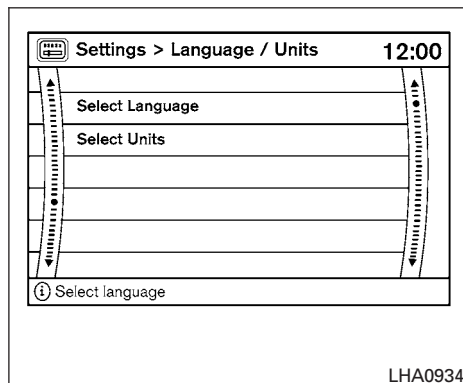 Settings > Language / Units 12:00
Select Language
Select Units
i Select language
LHA0934